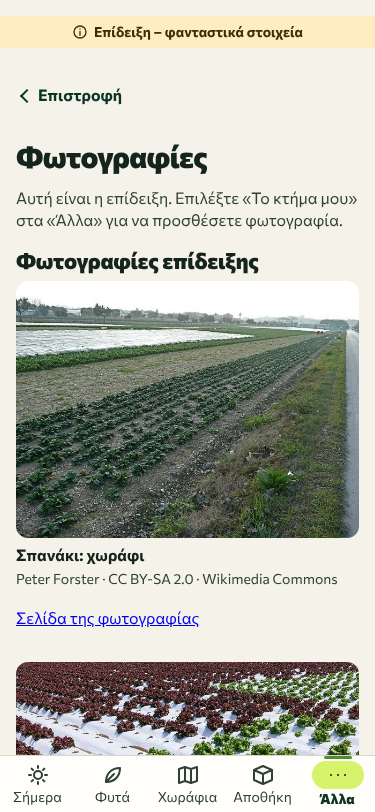 Επίδειξη – φανταστικά στοιχεία
Επιστροφή
Φωτογραφίες
Αυτή είναι η επίδειξη. Επιλέξτε «Το κτήμα μου»
στα «Άλλα» για να προσθέσετε φωτογραφία.
Φωτογραφίες επίδειξης
Σπανάκι: χωράφι
Peter Forster · CC BY-SA 2.0 · Wikimedia Commons
Σελίδα της φωτογραφίας
Σήμερα
Φυτά
Χωράφια
Αποθήκη
Άλλα